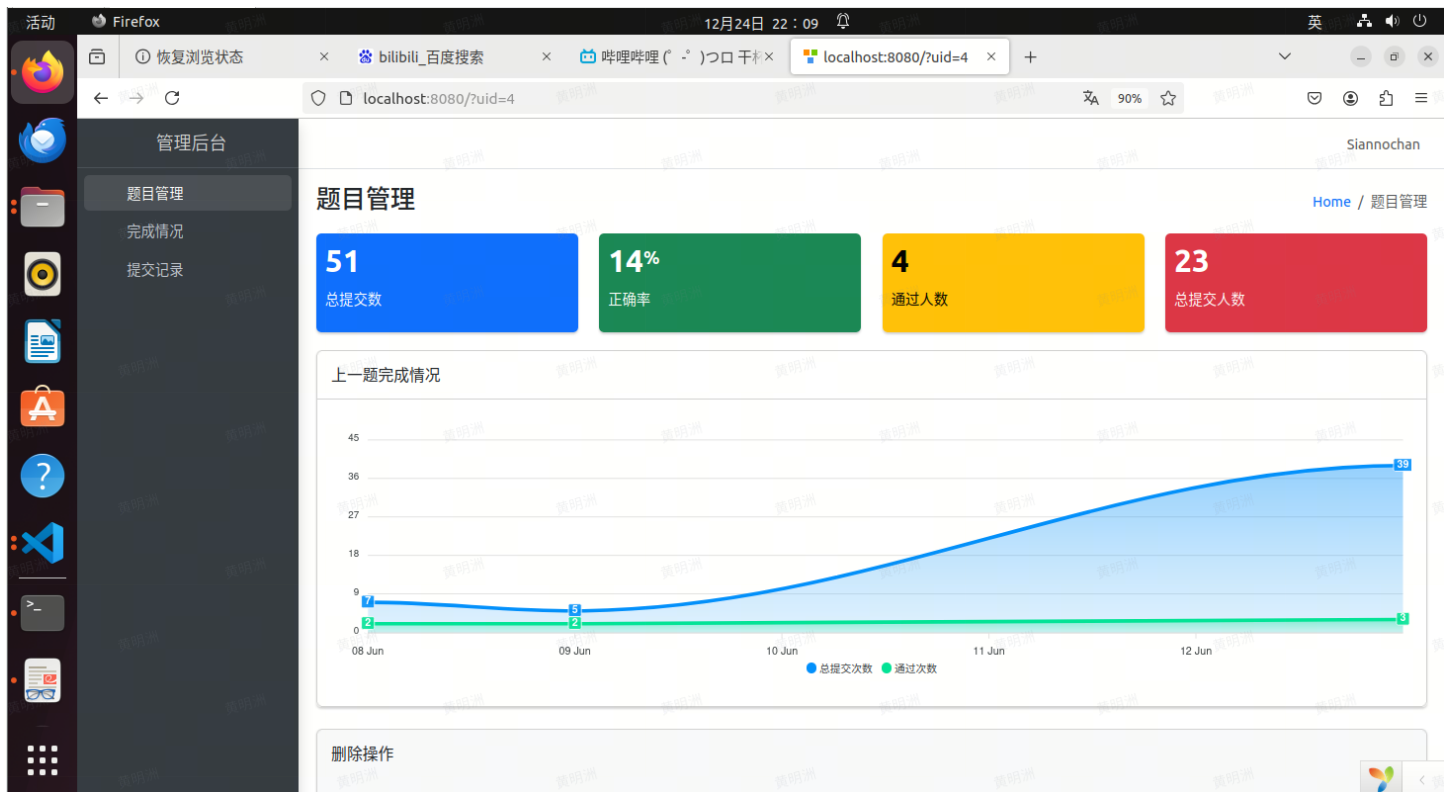 活动 Firefox 12月24日 22：09 英
恢复浏览状态 × bilibili_百度搜索 × 哔哩哔哩 (゜-゜)つロ 干杯 × localhost:8080/?uid=4 × +
localhost:8080/?uid=4 90%
管理后台
Siannochan
题目管理
完成情况
提交记录
题目管理
Home / 题目管理
51
总提交数
14%
正确率
4
通过人数
23
总提交人数
上一题完成情况
45
36
27
18
9
0
39
7
5
2
2
3
08 Jun 09 Jun 10 Jun 11 Jun 12 Jun
总提交次数 通过次数
删除操作
黄明洲